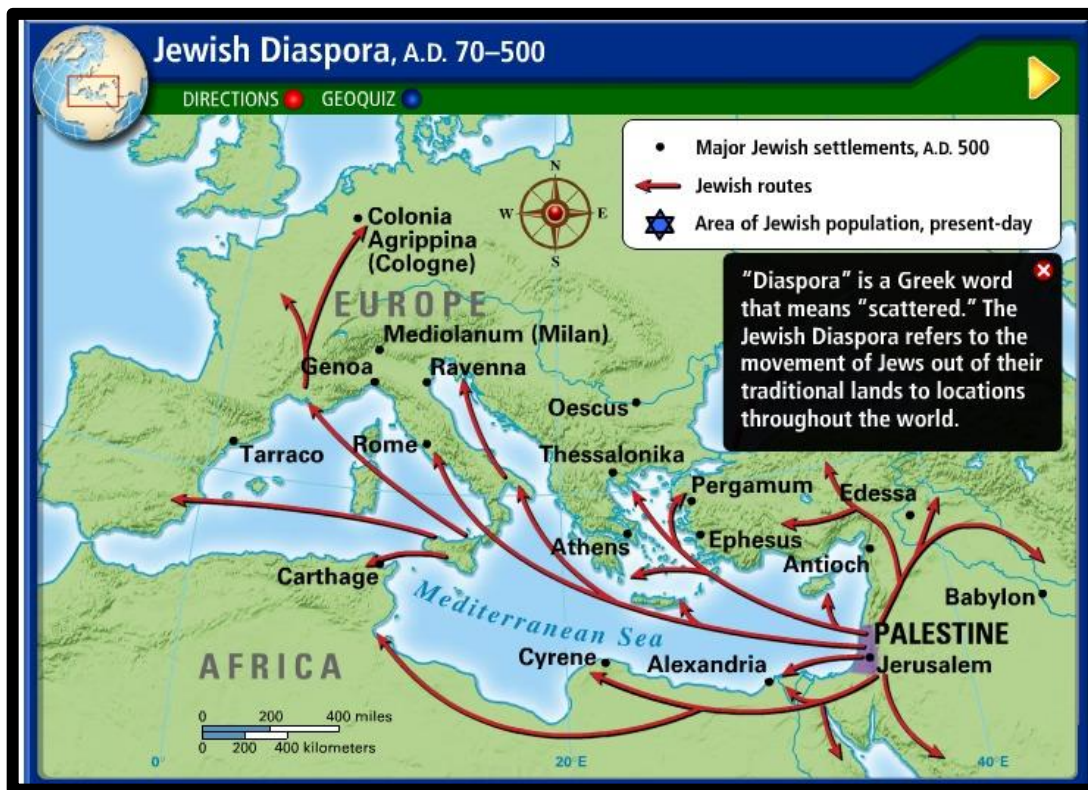 Jewish Diaspora, A.D. 70–500
DIRECTIONS GEOQUIZ
Major Jewish settlements, A.D. 500
Jewish routes
Area of Jewish population, present-day
"Diaspora" is a Greek word
that means "scattered." The
Jewish Diaspora refers to the
movement of Jews out of their
traditional lands to locations
throughout the world.
N
W E
S
Colonia
Agrippina
(Cologne)
EUROPE
Mediolanum (Milan)
Genoa
Ravenna
Oescus
Tarraco
Rome
Thessalonika
Pergamum
Edessa
Athens
Ephesus
Antioch
Carthage
Babylon
Mediterranean Sea
PALESTINE
Jerusalem
AFRICA
Cyrene
Alexandria
0 200 400 miles
0 200 400 kilometers
0°
20°E
40°E